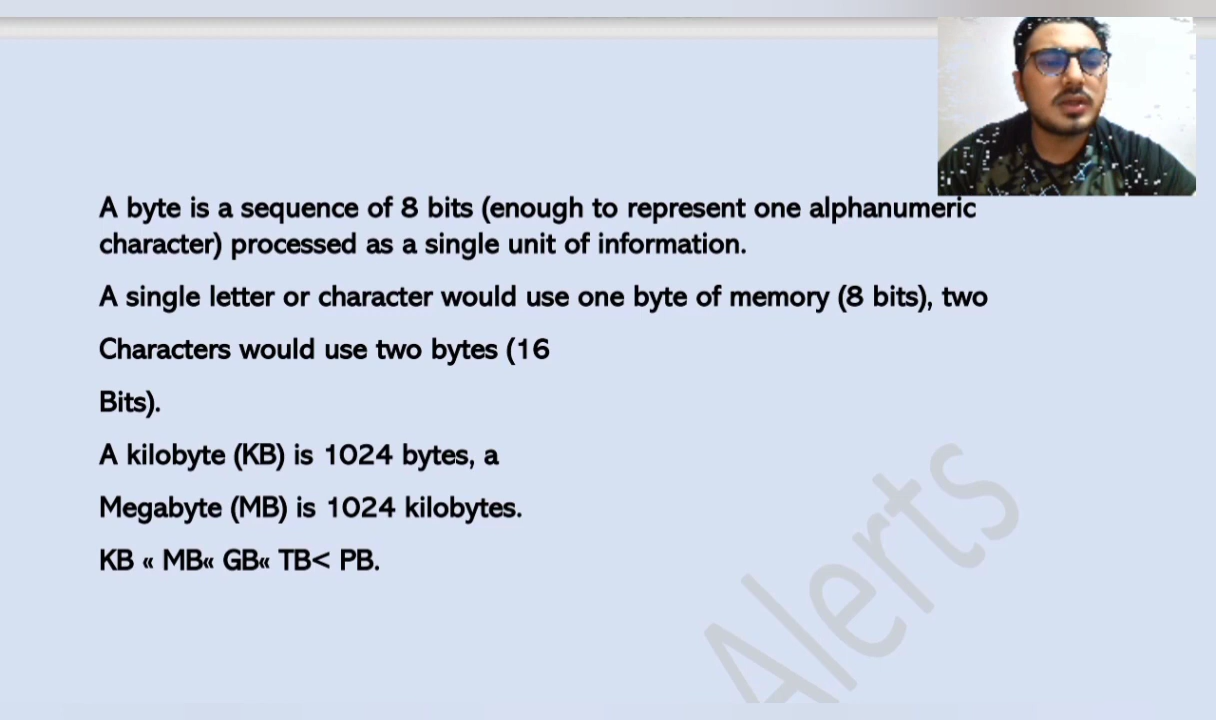 A byte is a sequence of 8 bits (enough to represent one alphanumeric
character) processed as a single unit of information.
A single letter or character would use one byte of memory (8 bits), two
Characters would use two bytes (16
Bits).
A kilobyte (KB) is 1024 bytes, a
Megabyte (MB) is 1024 kilobytes.
KB « MB« GB« TB< PB.
Alerts